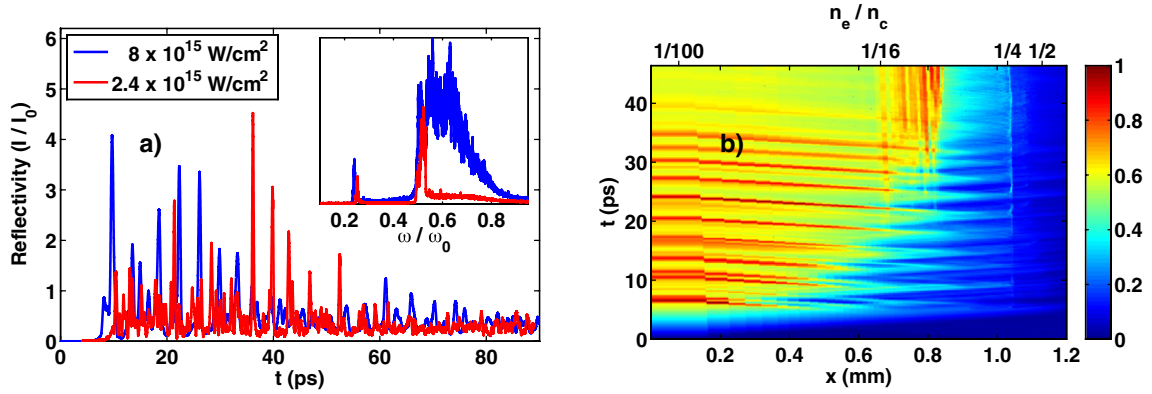 6
5
4
3
2
1
0
Reflectivity (I / I₀)
8 x 10¹⁵ W/cm²
2.4 x 10¹⁵ W/cm²
a)
0.1 0.2 0.4 0.6 0.8
ω / ω₀
0 20 40 60 80
t (ps)
nₑ / n꜀
1/100 1/16 1/4 1/2
40
30
20
10
0
t (ps)
b)
0.2 0.4 0.6 0.8 1.0 1.2
x (mm)
1
0.8
0.6
0.4
0.2
0